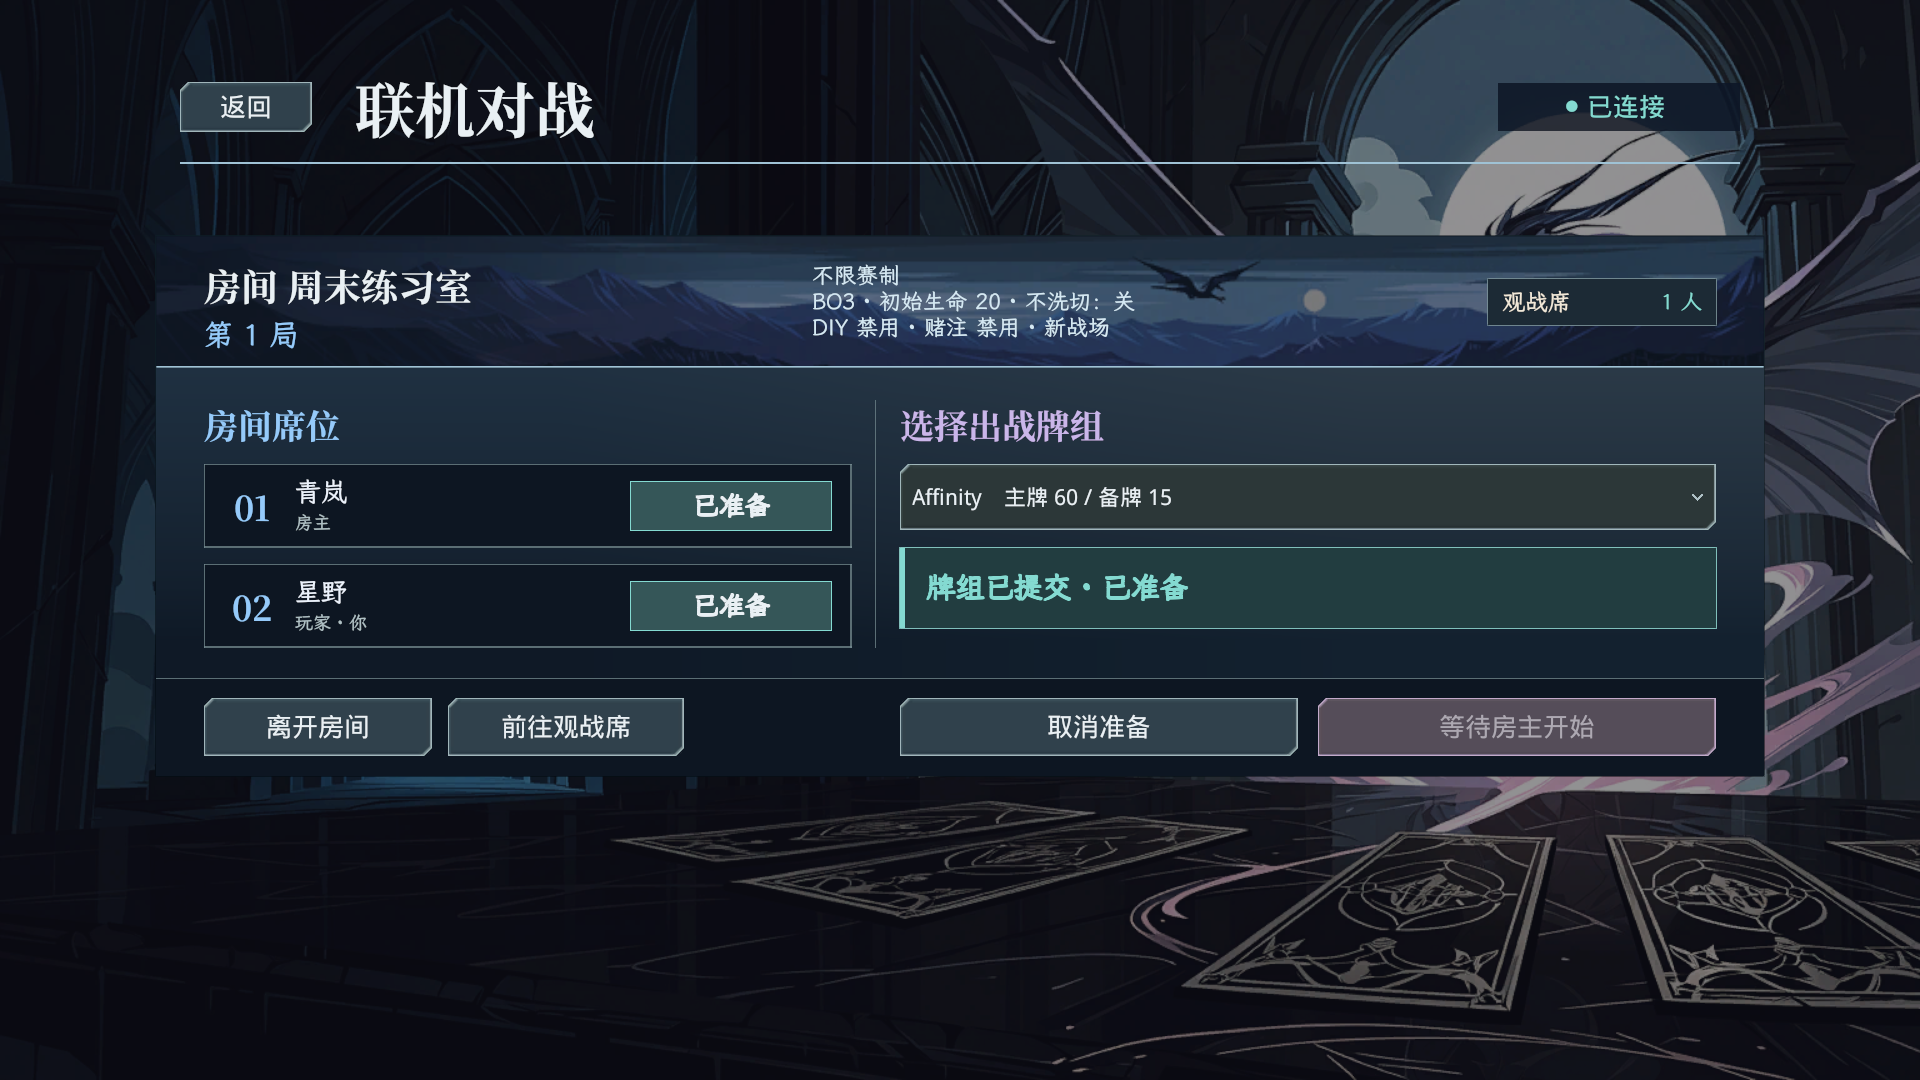 返回
联机对战
已连接
房间 周末练习室
第 1 局
不限赛制
BO3・初始生命 20・不洗切：关
DIY 禁用・赌注 禁用・新战场
观战席 1 人
房间席位
01 青岚
房主
已准备
02 星野
玩家・你
已准备
选择出战牌组
Affinity 主牌 60 / 备牌 15
牌组已提交・已准备
离开房间
前往观战席
取消准备
等待房主开始